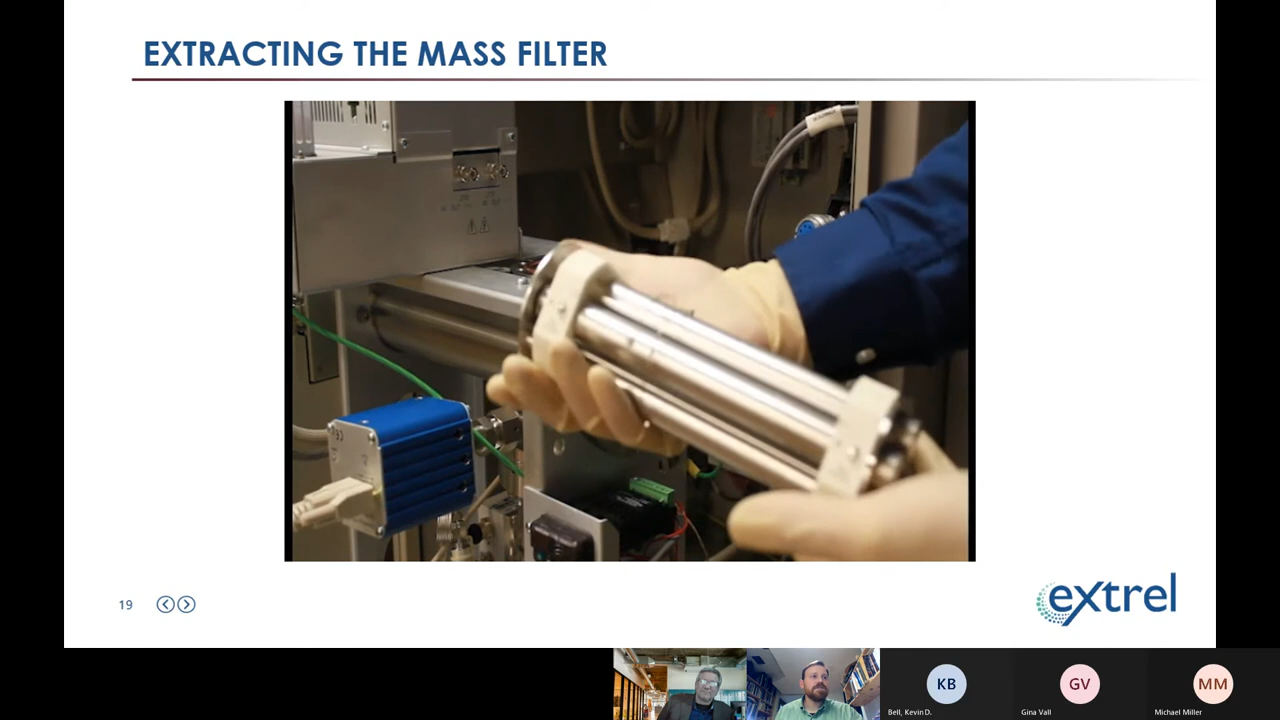 EXTRACTING THE MASS FILTER
19
extrel
KB
GV
MM
Bell, Kevin D.
Gina Vall
Michael Miller